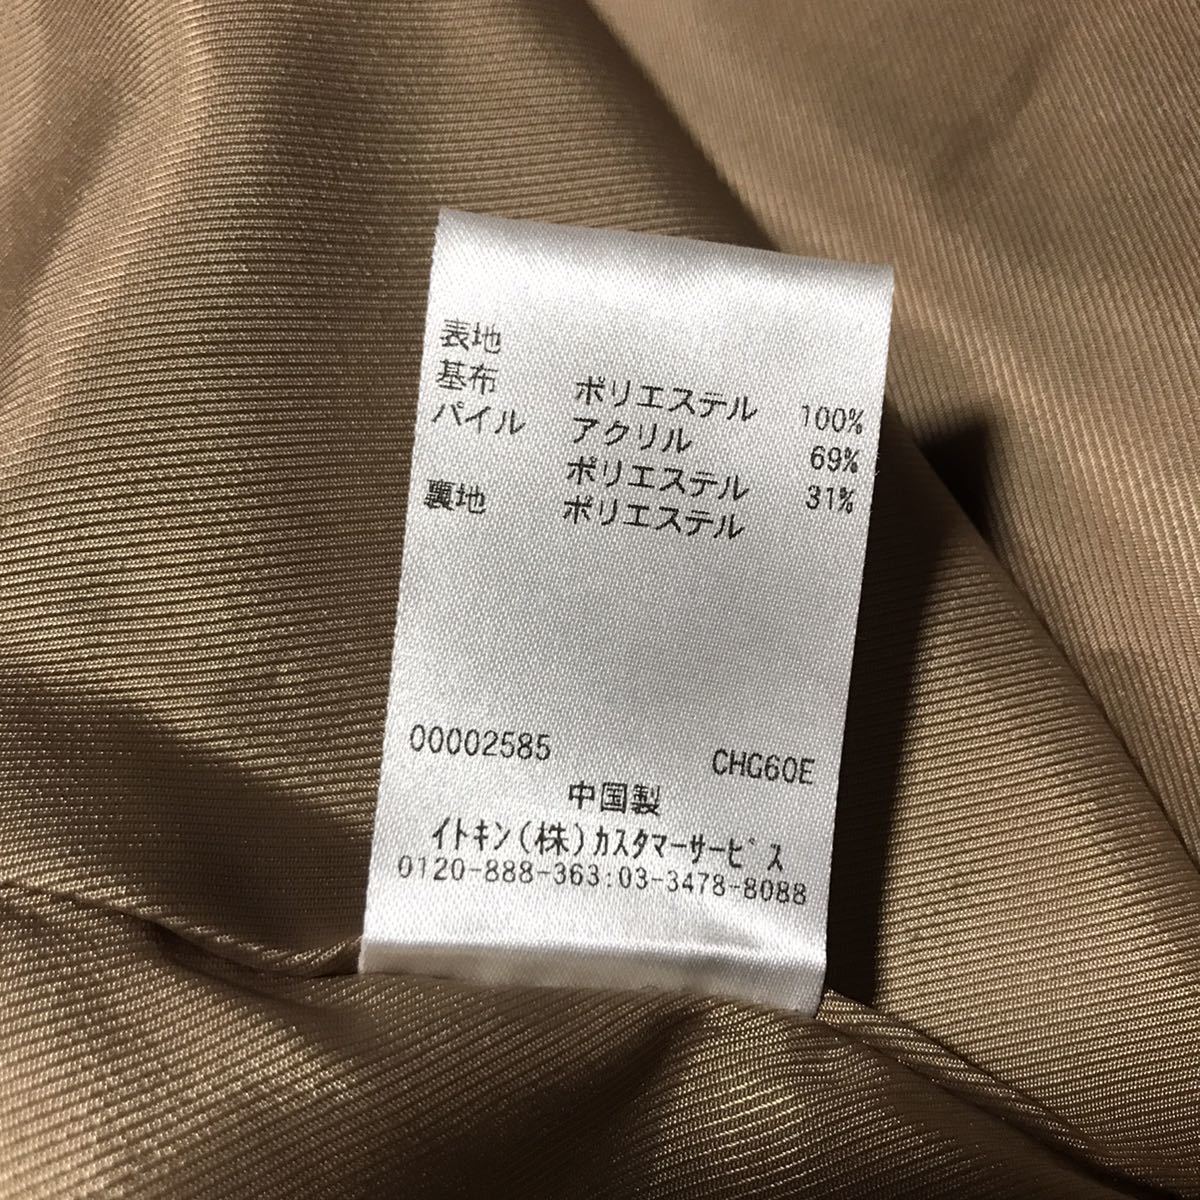 表地
基布 ポリエステル 100%
パイル アクリル 69%
ポリエステル 31%
裏地 ポリエステル
00002585 CHG60E
中国製
イトキン(株)カスタマーサービス
0120-888-363:03-3478-8088